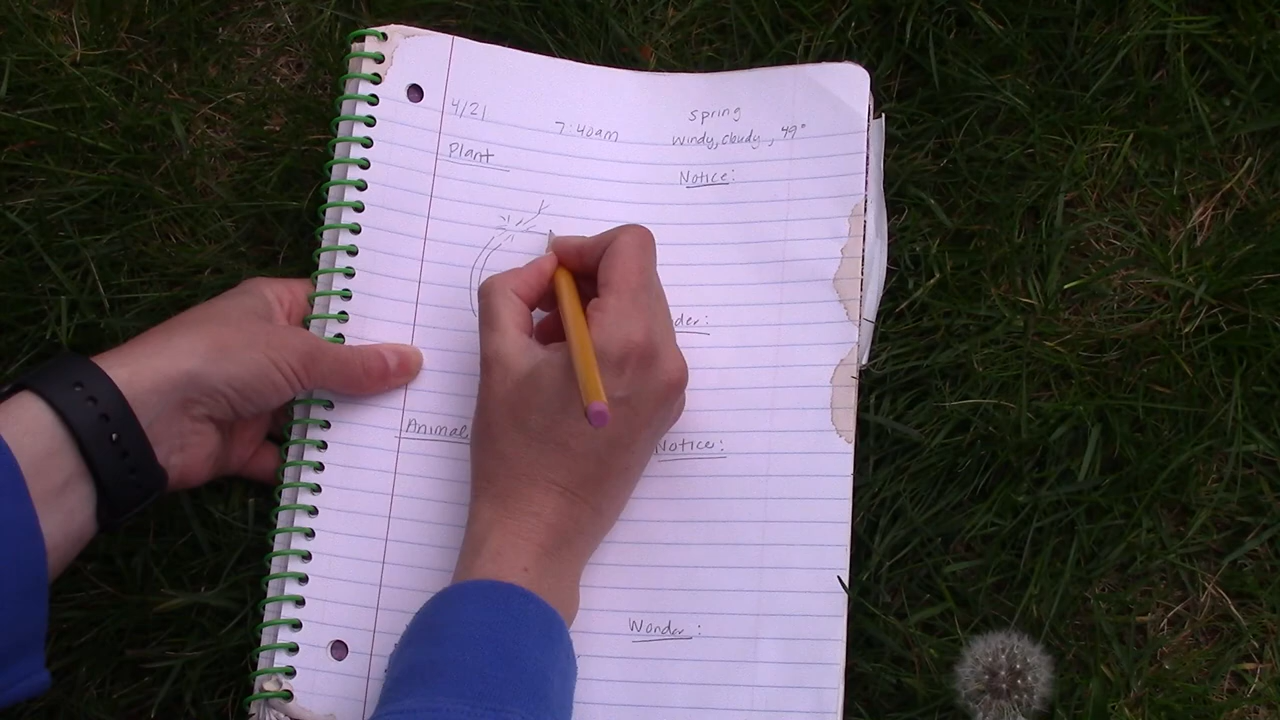 4/21
7:40am
spring
windy, cloudy, 49°
Plant
Notice:
Animal
Notice:
Wonder: